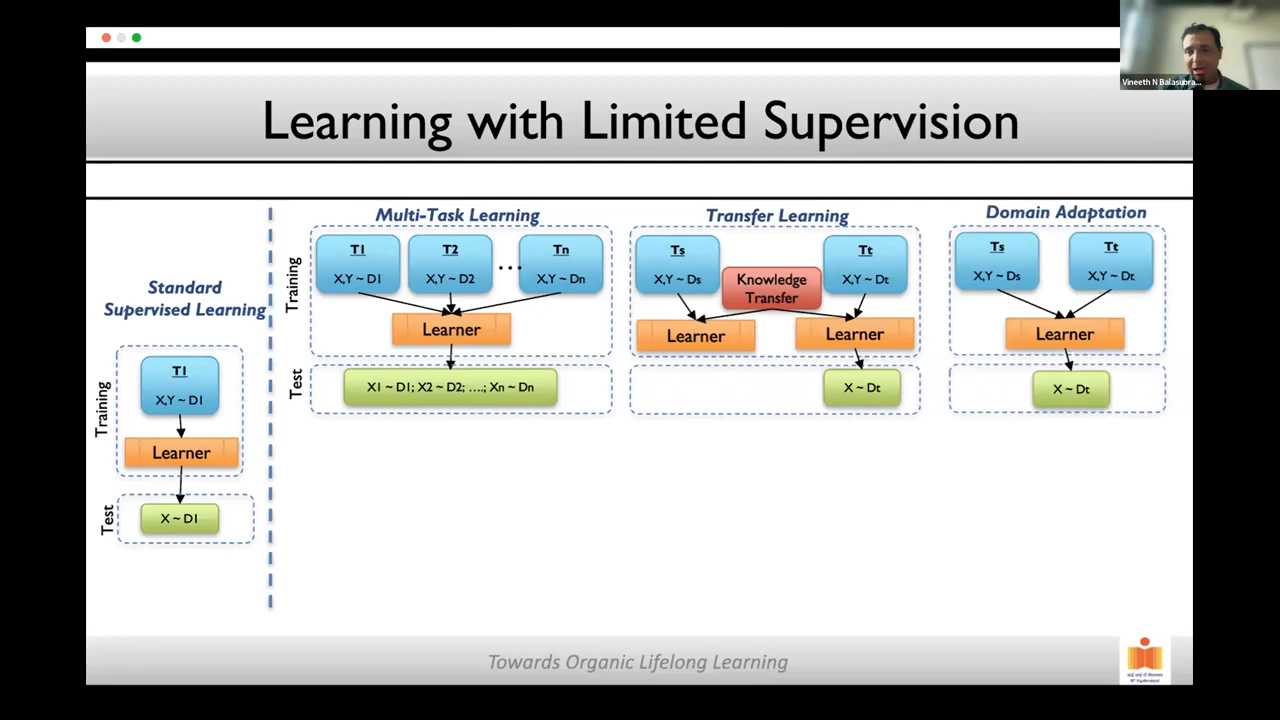 Vineeth N Balasubra...
Learning with Limited Supervision
Standard
Supervised Learning
Training
T1
X,Y ~ D1
Learner
Test
X ~ D1
Multi-Task Learning
Training
T1
X,Y ~ D1
T2
X,Y ~ D2
...
Tn
X,Y ~ Dn
Learner
Test
X1 ~ D1; X2 ~ D2; ....; Xn ~ Dn
Transfer Learning
Ts
X,Y ~ Ds
Knowledge
Transfer
Tt
X,Y ~ Dt
Learner
Learner
X ~ Dt
Domain Adaptation
Ts
X,Y ~ Ds
Tt
X,Y ~ Dt
Learner
X ~ Dt
Towards Organic Lifelong Learning